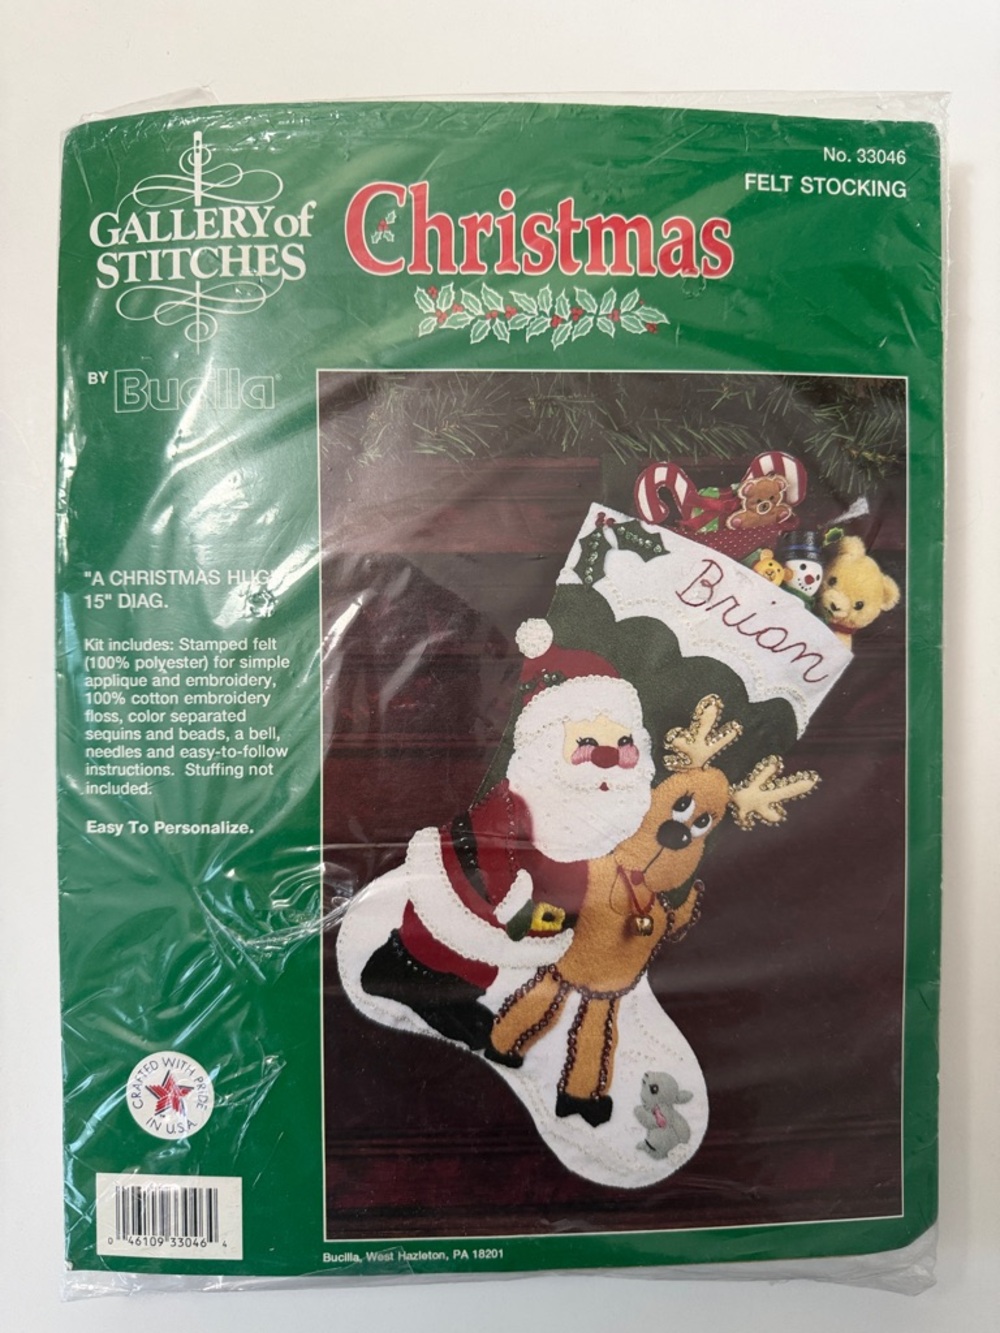 No. 33046
FELT STOCKING
GALLERY of
STITCHES
Christmas
BY Bucilla®
"A CHRISTMAS HUG"
15" DIAG.
Kit includes: Stamped felt
(100% polyester) for simple
applique and embroidery,
100% cotton embroidery
floss, color separated
sequins and beads, a bell,
needles and easy-to-follow
instructions. Stuffing not
included.
Easy To Personalize.
Brian
CRAFTED WITH PRIDE
IN U.S.A.
0 46109 33046 4
Bucilla, West Hazleton, PA 18201